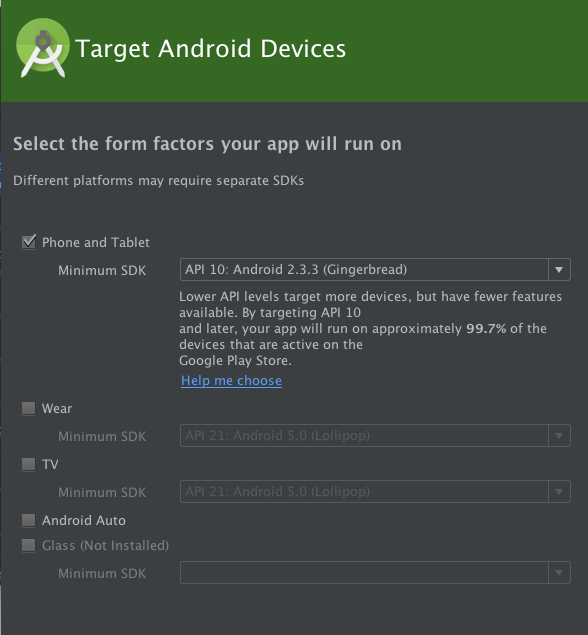 Target Android Devices
Select the form factors your app will run on
Different platforms may require separate SDKs
Phone and Tablet
Minimum SDK API 10: Android 2.3.3 (Gingerbread)
Lower API levels target more devices, but have fewer features
available. By targeting API 10
and later, your app will run on approximately 99.7% of the
devices that are active on the
Google Play Store.
Help me choose
Wear
Minimum SDK API 21: Android 5.0 (Lollipop)
TV
Minimum SDK API 21: Android 5.0 (Lollipop)
Android Auto
Glass (Not Installed)
Minimum SDK